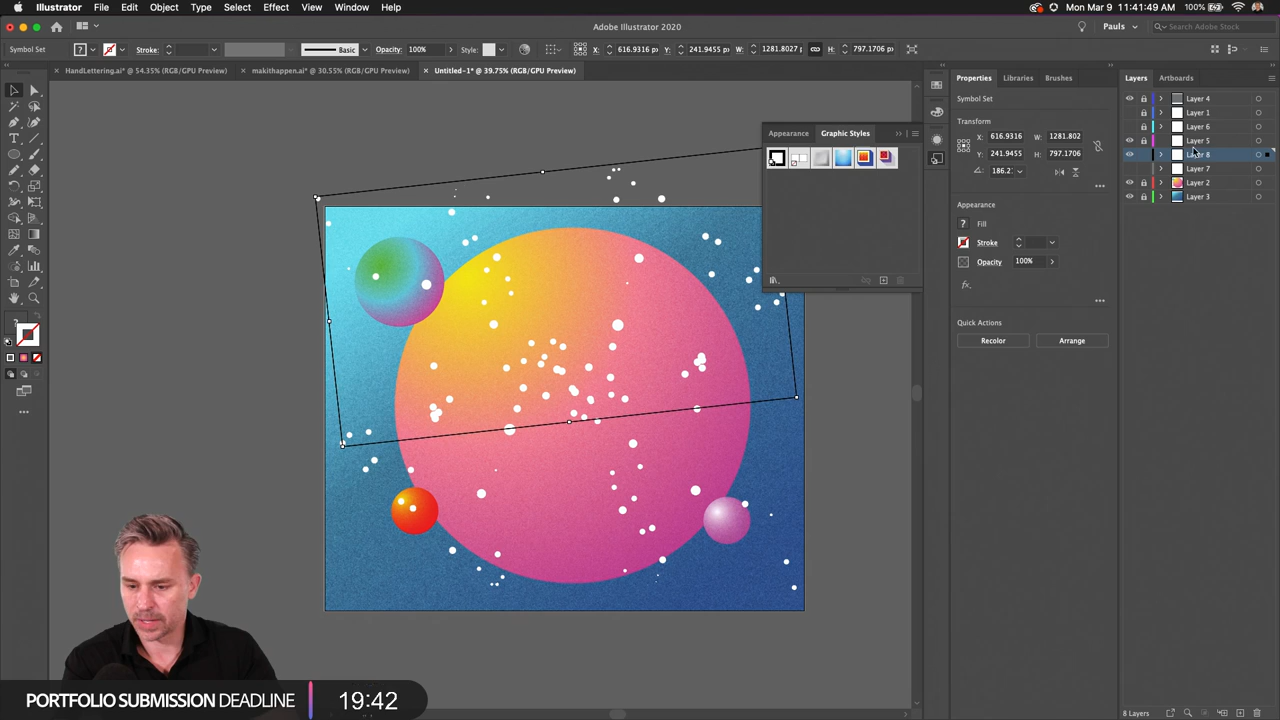 Illustrator File Edit Object Type Select Effect View Window Help
100% Mon Mar 9 11:41:49 AM
Adobe Illustrator 2020
Pauls
Search Adobe Stock
Symbol Set
Stroke:
Basic
Opacity: 100%
Style:
X: 616.9316 px
Y: 241.9455 px
W: 1281.8027 p
H: 797.1706 px
HandLettering.ai* @ 54.35% (RGB/GPU Preview)
makithappen.ai* @ 30.55% (RGB/GPU Preview)
Untitled-1* @ 39.75% (RGB/GPU Preview)
Appearance Graphic Styles
Properties Libraries Brushes
Symbol Set
Transform
X: 616.9316 W: 1281.802
Y: 241.9455 H: 797.1706
186.2
Appearance
? Fill
Stroke
Opacity 100%
fx.
Quick Actions
Recolor Arrange
Layers Artboards
Layer 4
Layer 1
Layer 6
Layer 5
Layer 8
Layer 7
Layer 2
Layer 3
8 Layers
PORTFOLIO SUBMISSION DEADLINE 19:42